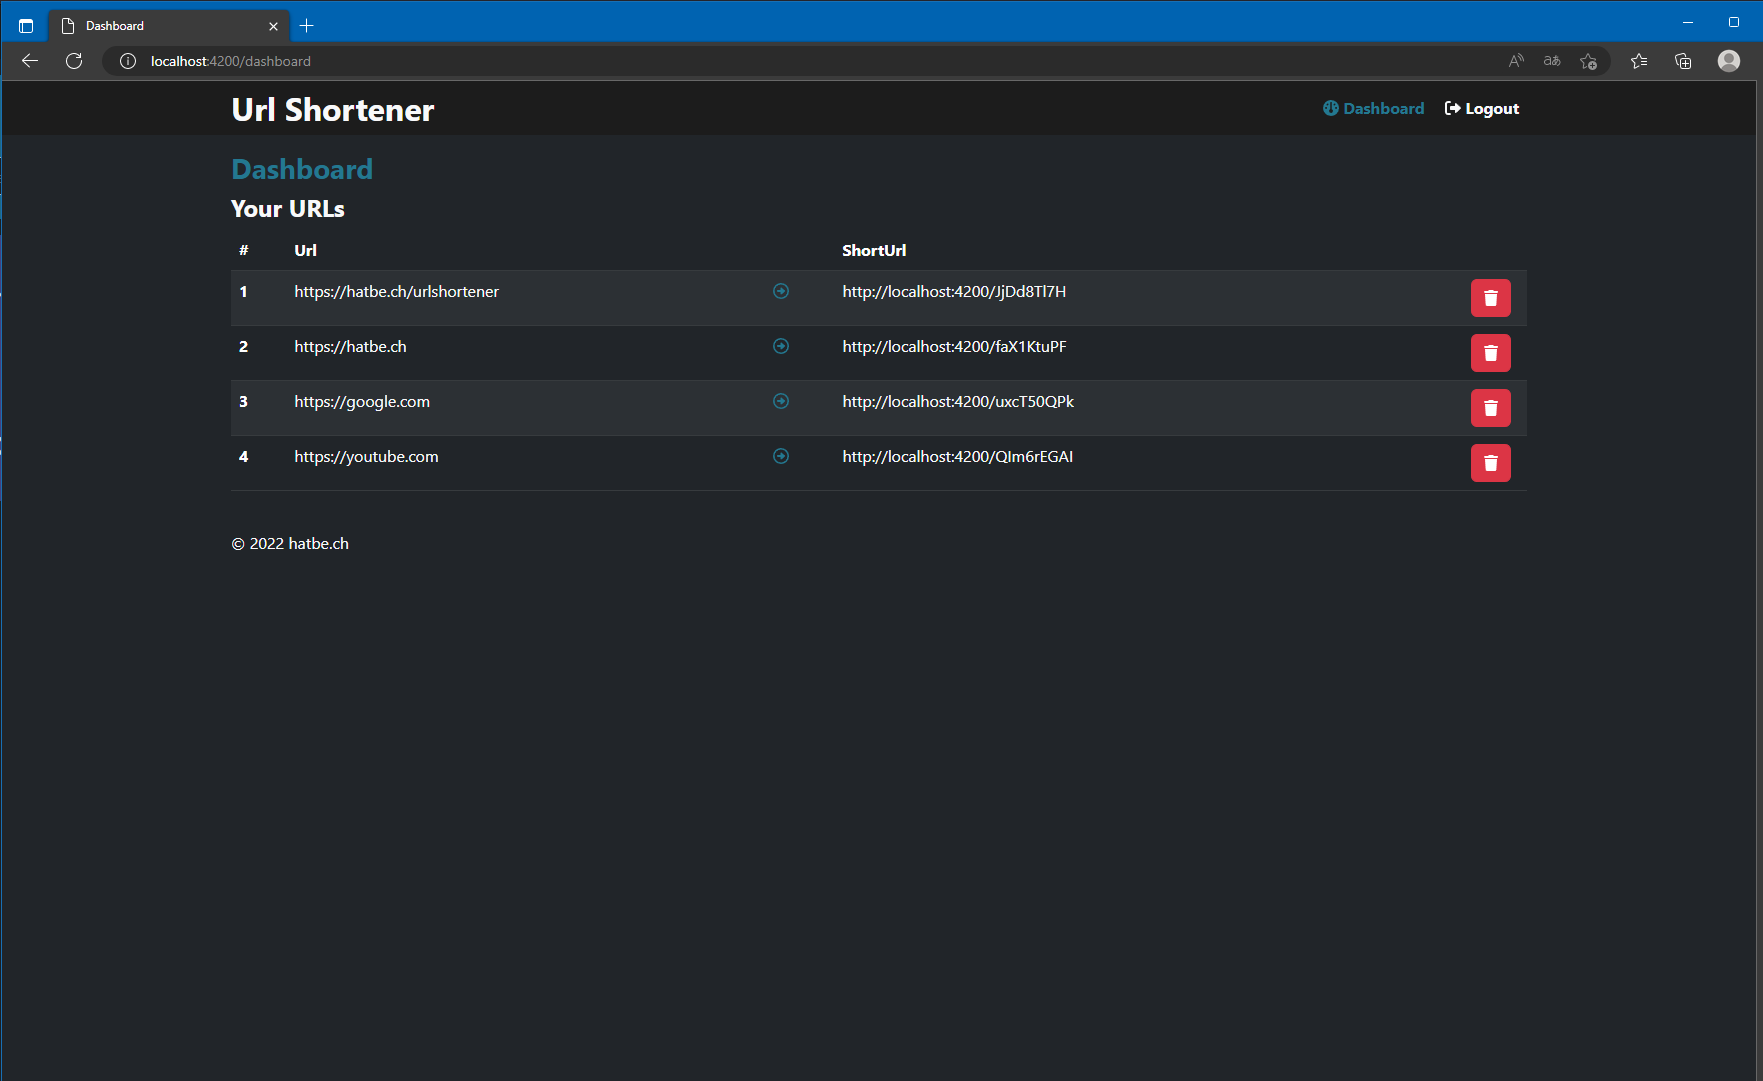 Dashboard
localhost:4200/dashboard
Url Shortener
Dashboard Logout
Dashboard
Your URLs
# Url ShortUrl
1 https://hatbe.ch/urlshortener http://localhost:4200/JjDd8Tl7H
2 https://hatbe.ch http://localhost:4200/faX1KtuPF
3 https://google.com http://localhost:4200/uxcT50QPk
4 https://youtube.com http://localhost:4200/QIm6rEGAI
© 2022 hatbe.ch